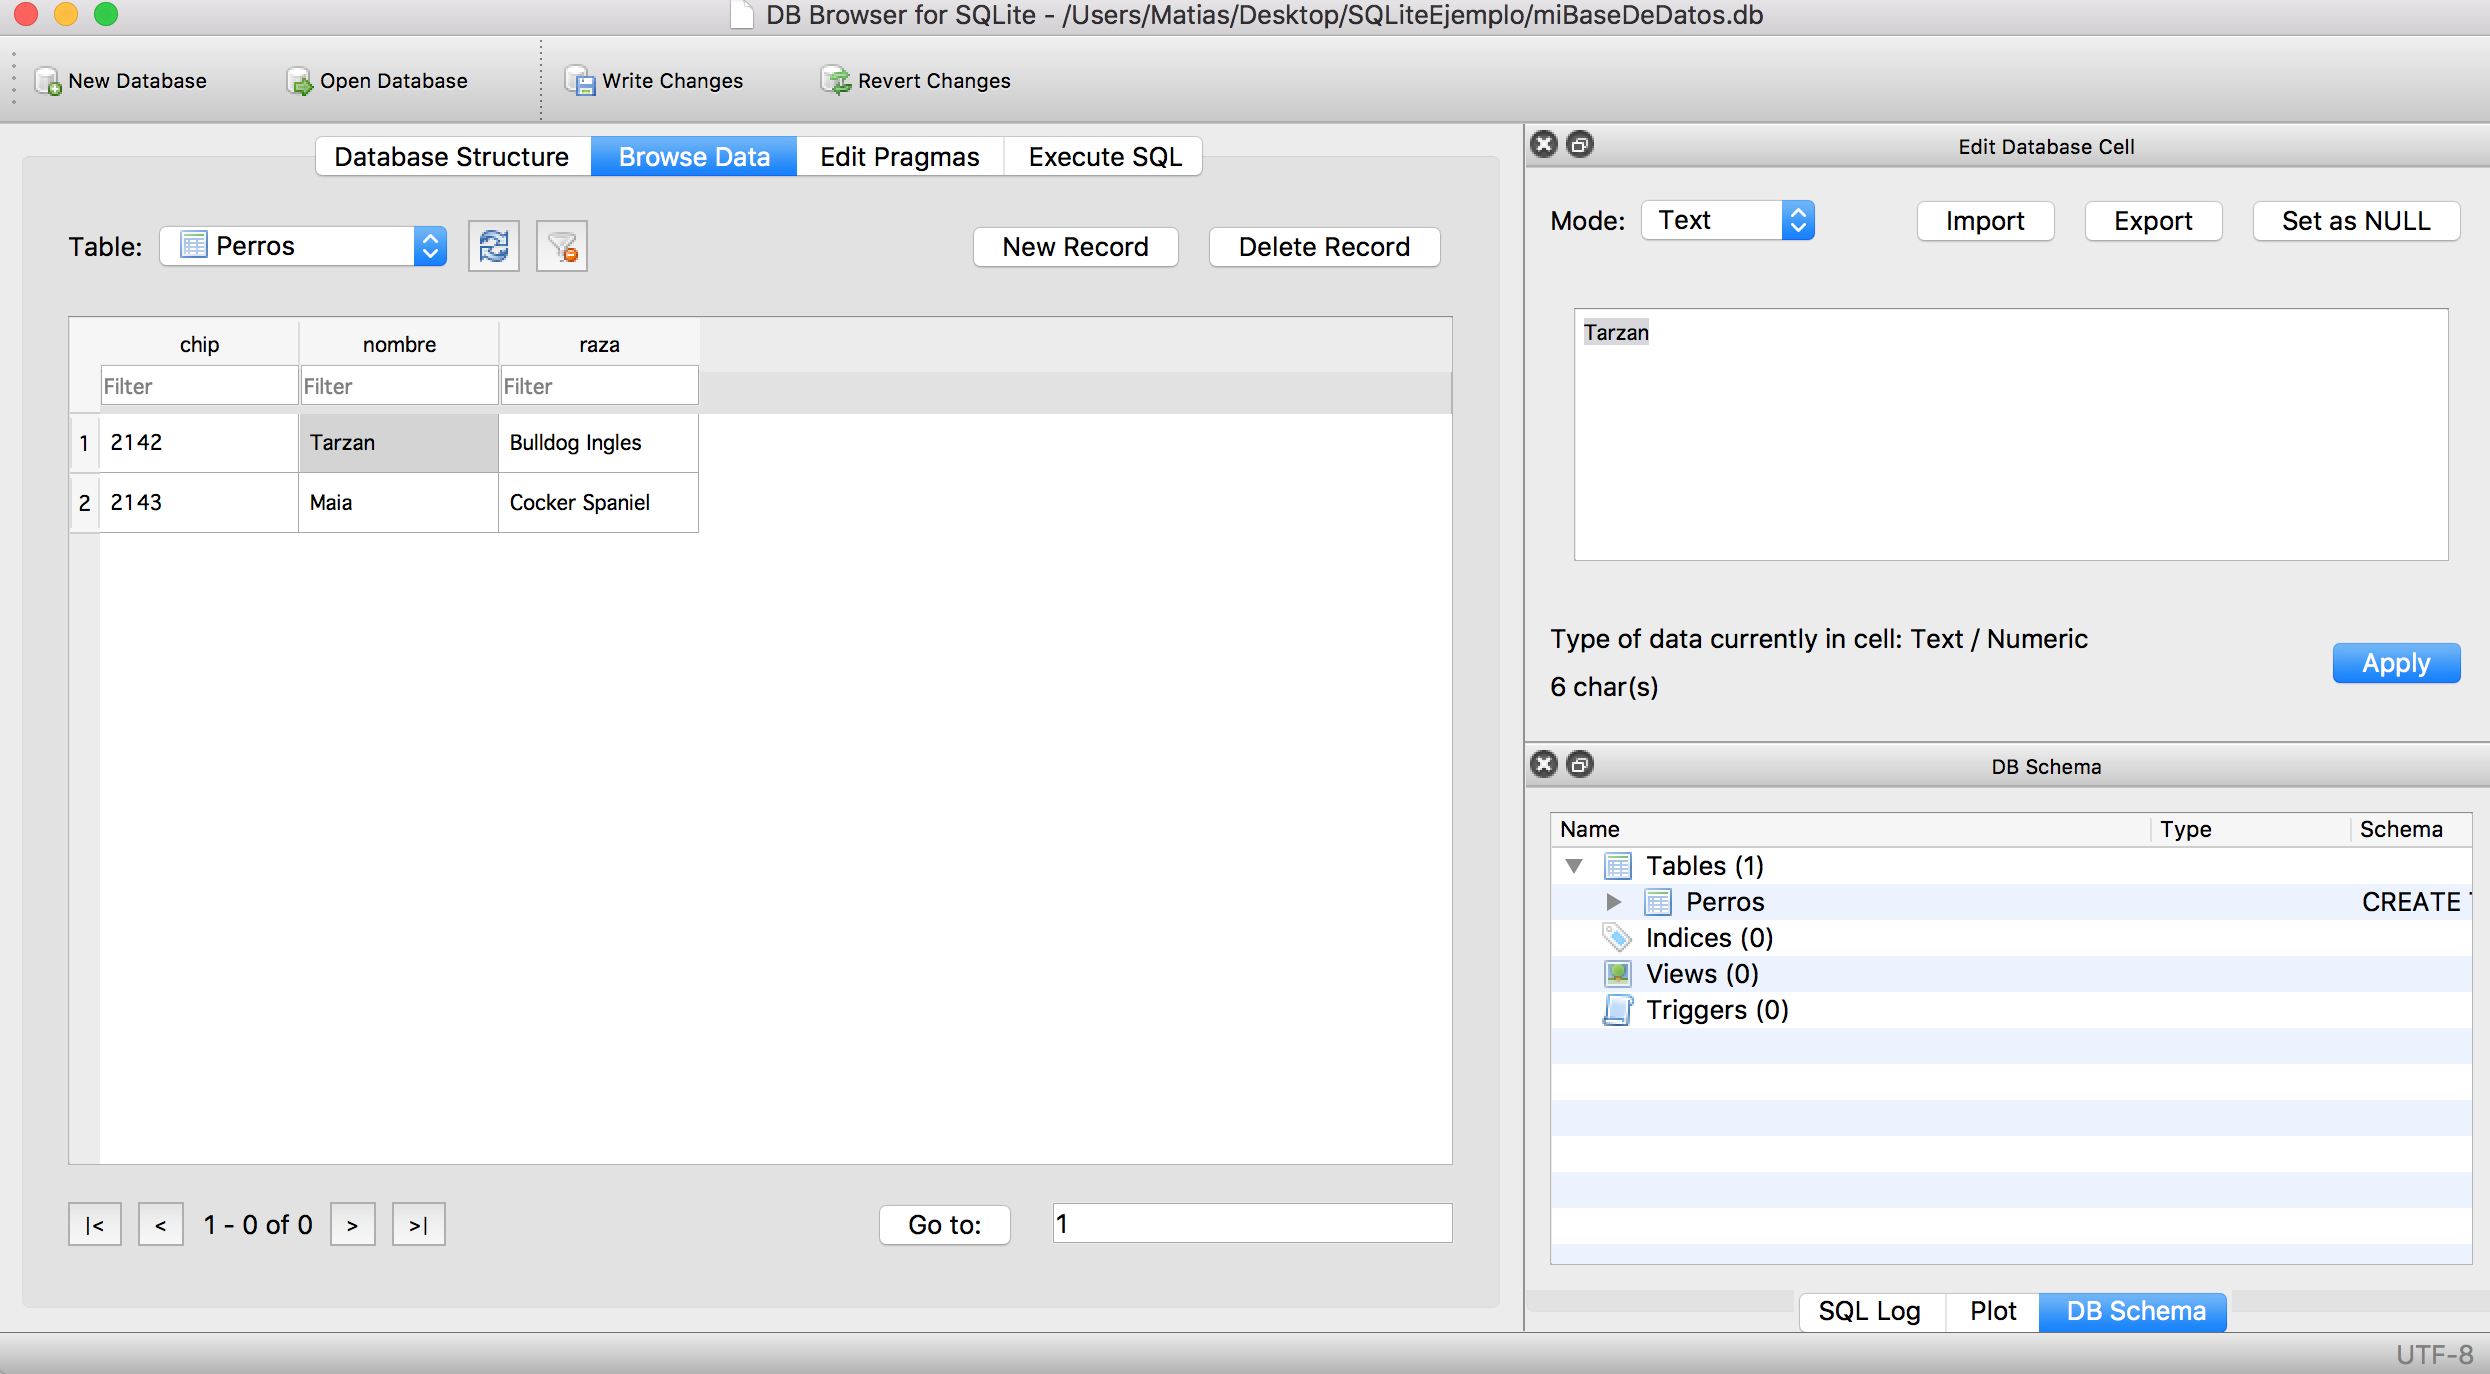 DB Browser for SQLite - /Users/Matias/Desktop/SQLiteEjemplo/miBaseDeDatos.db
New Database Open Database Write Changes Revert Changes
Database Structure Browse Data Edit Pragmas Execute SQL
Table: Perros New Record Delete Record
chip nombre raza
Filter Filter Filter
1 2142 Tarzan Bulldog Ingles
2 2143 Maia Cocker Spaniel
|< < 1 - 0 of 0 > >| Go to: 1
Edit Database Cell
Mode: Text Import Export Set as NULL
Tarzan
Type of data currently in cell: Text / Numeric
6 char(s)
Apply
DB Schema
Name Type Schema
Tables (1)
Perros CREATE
Indices (0)
Views (0)
Triggers (0)
SQL Log Plot DB Schema
UTF-8